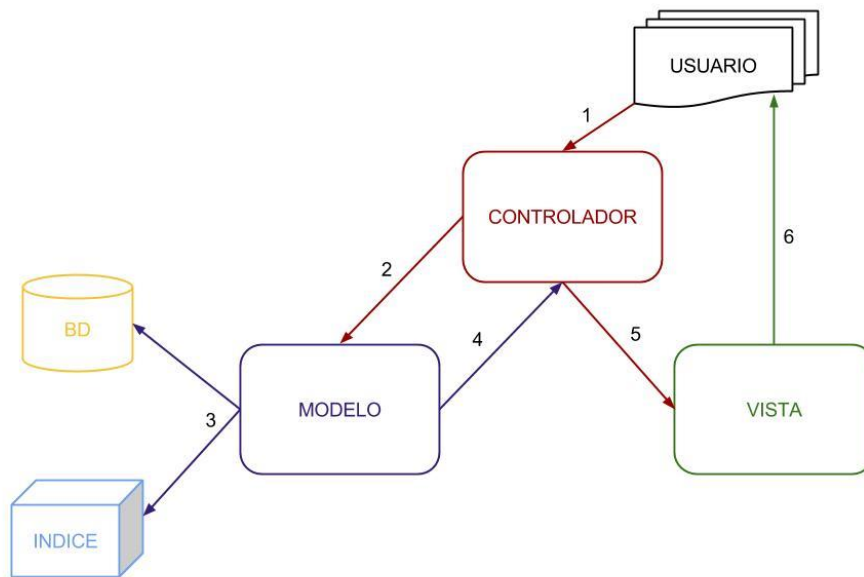 USUARIO
1
CONTROLADOR
2
6
BD
4
5
3
MODELO
VISTA
INDICE